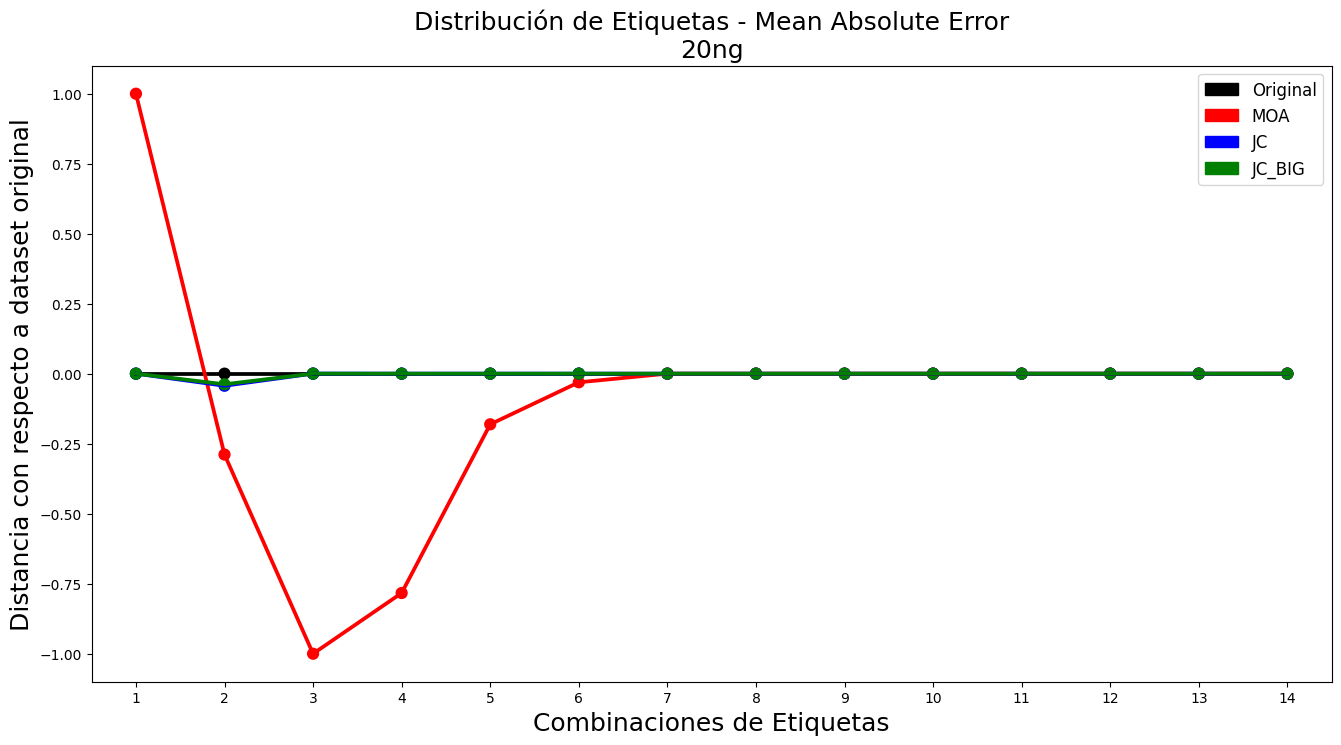 Distribución de Etiquetas - Mean Absolute Error
20ng
Original
MOA
JC
JC_BIG
Distancia con respecto a dataset original
1.00
0.75
0.50
0.25
0.00
−0.25
−0.50
−0.75
−1.00
1 2 3 4 5 6 7 8 9 10 11 12 13 14
Combinaciones de Etiquetas